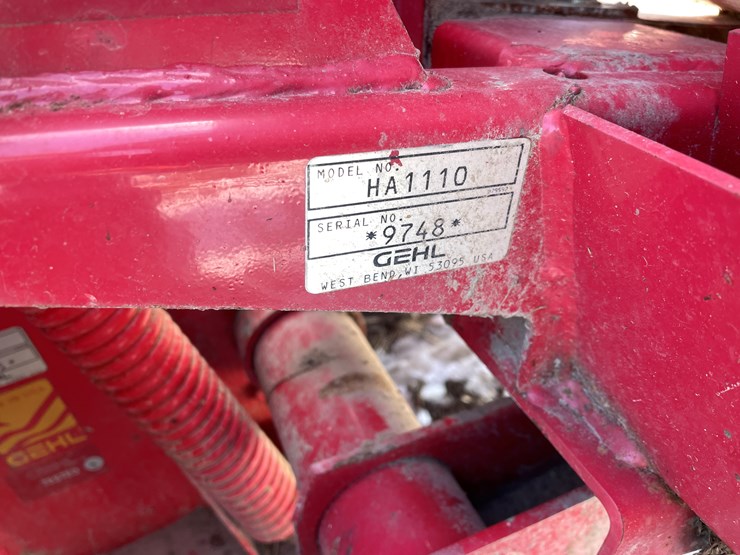 MODEL NO.
HA1110
SERIAL NO.
*9748*
GEHL
WEST BEND, WI 53095 USA
GEHL